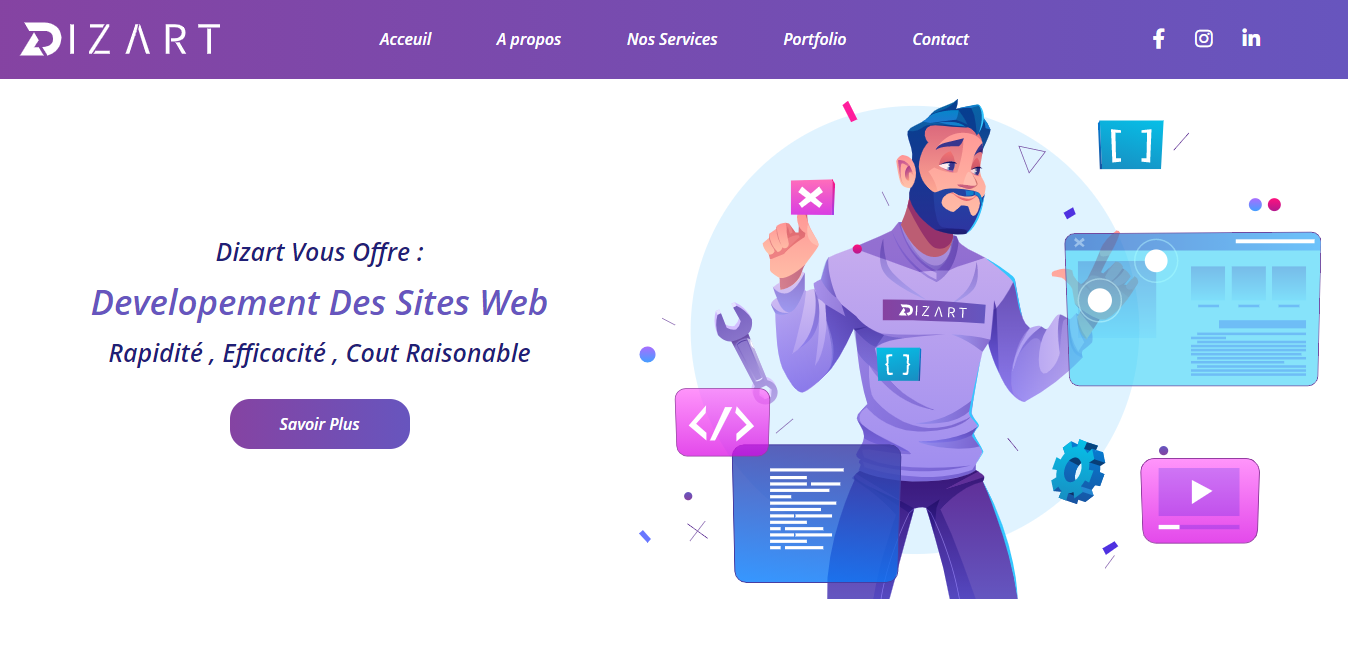 DIZART
Acceuil
A propos
Nos Services
Portfolio
Contact
Dizart Vous Offre :
Developement Des Sites Web
Rapidité , Efficacité , Cout Raisonable
Savoir Plus
[ ]
DIZART
{ }
</>